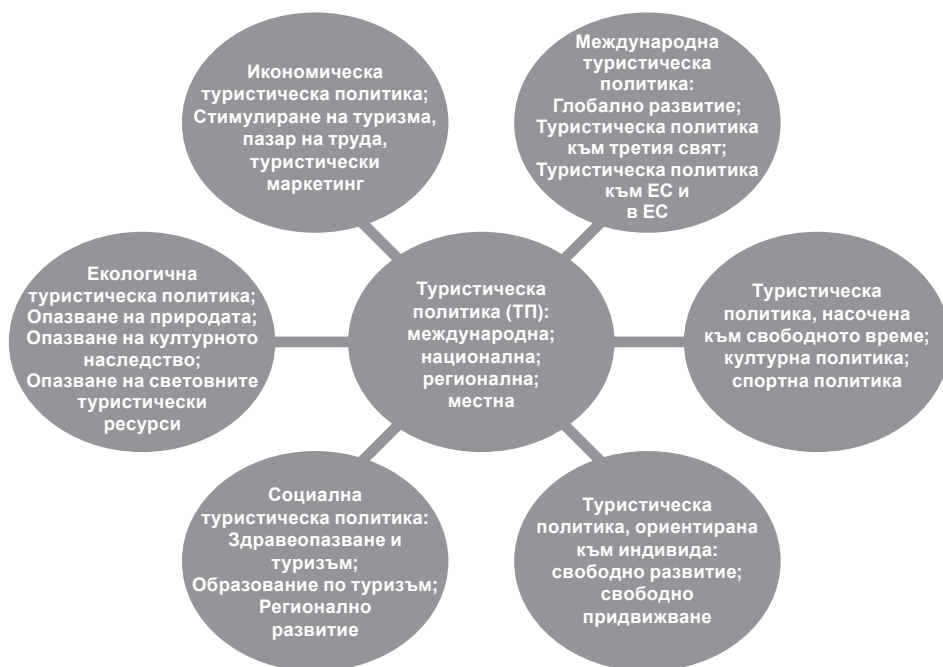 Икономическа
туристическа политика;
Стимулиране на туризма,
пазар на труда,
туристически
маркетинг
Международна
туристическа
политика:
Глобално развитие;
Туристическа политика
към третия свят;
Туристическа политика
към ЕС и
в ЕС
Екологична
туристическа политика;
Опазване на природата;
Опазване на културното
наследство;
Опазване на световните
туристически
ресурси
Туристическа
политика (ТП):
международна;
национална;
регионална;
местна
Туристическа
политика, насочена
към свободното време;
културна политика;
спортна политика
Социална
туристическа политика:
Здравеопазване и
туризъм;
Образование по туризъм;
Регионално
развитие
Туристическа
политика, ориентирана
към индивида:
свободно развитие;
свободно
придвижване